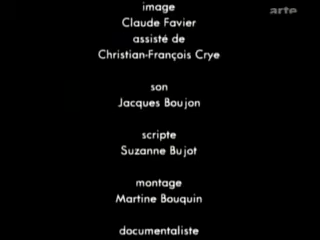 image
arte
Claude Favier
assisté de
Christian-François Crye
son
Jacques Boujon
scripte
Suzanne Bujot
montage
Martine Bouquin
documentaliste